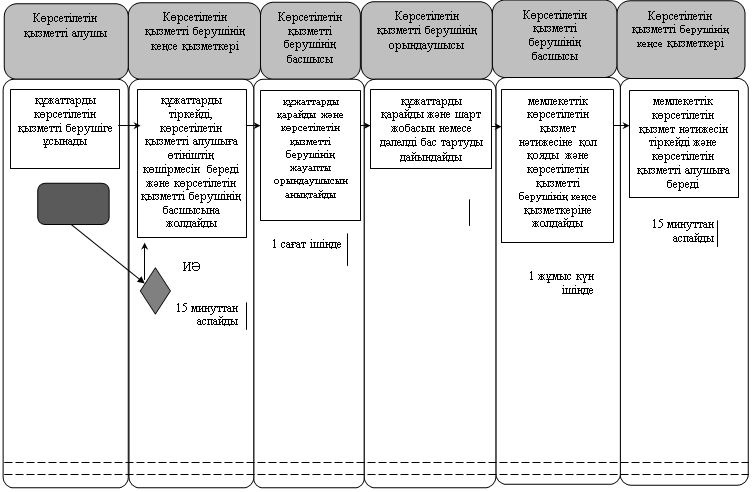 Көрсетілетін
қызметті алушы
Көрсетілетін
қызметті берушінің
кеңсе қызметкері
Көрсетілетін
қызметті
берушінің
басшысы
Көрсетілетін
қызметті берушінің
орындаушысы
Көрсетілетін
қызметті
берушінің
басшысы
Көрсетілетін
қызметті берушінің
кеңсе қызметкері
құжаттарды
көрсетілетін
қызметті берушіге
ұсынады
құжаттарды
тіркейді,
көрсетілетін
қызметті алушыға
өтініштің
көшірмесін береді
және көрсетілетін
қызметті берушінің
басшысына
жолдайды
құжаттарды
қарайды және
көрсетілетін
қызметті
берушінің
жауапты
орындаушысын
анықтайды
құжаттарды
қарайды және шарт
жобасын немесе
дәлелді бас тартуды
дайындайды
мемлекеттік
көрсетілетін
қызмет
нәтижесіне қол
қояды және
көрсетілетін
қызметті
берушінің кеңсе
қызметкеріне
жолдайды
мемлекеттік
көрсетілетін
қызмет нәтижесін
тіркейді және
көрсетілетін
қызметті алушыға
береді
ИӘ
15 минуттан
аспайды
1 сағат ішінде
1 жұмыс күн
ішінде
15 минуттан
аспайды